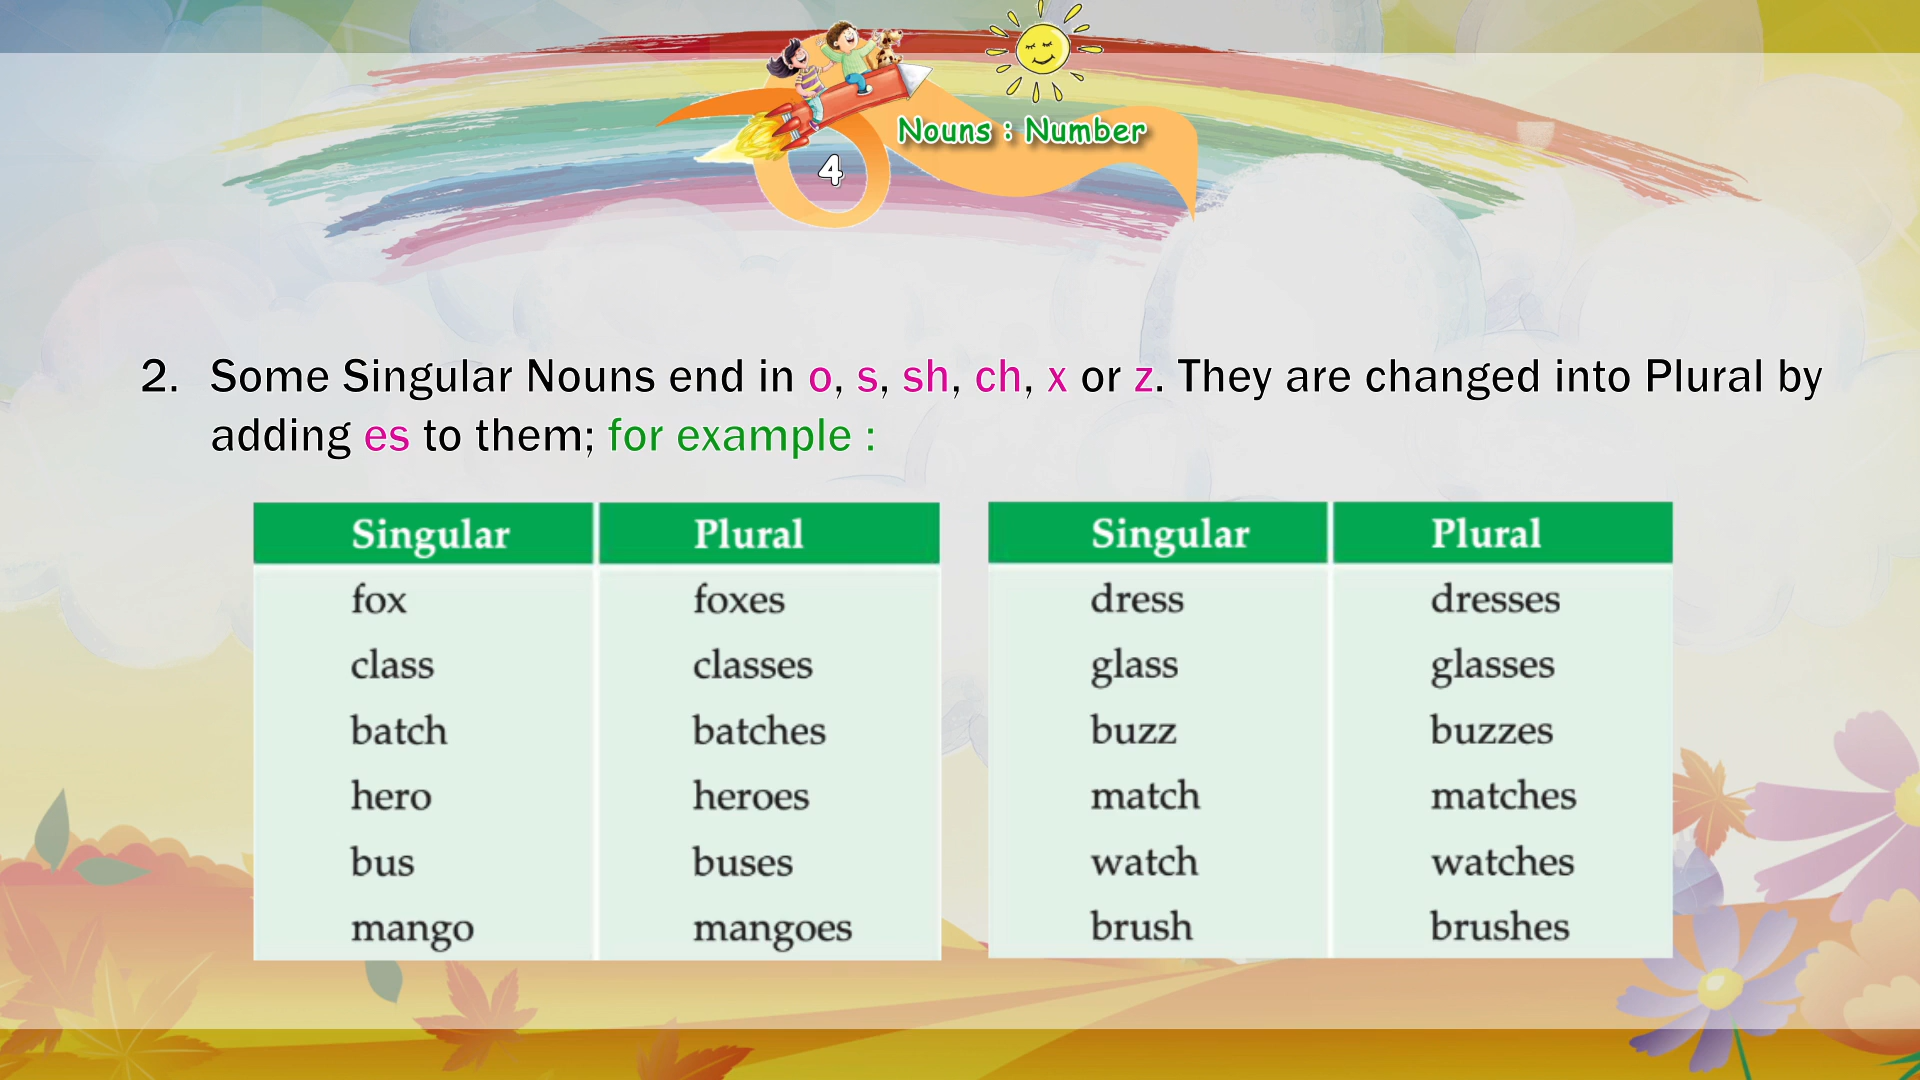 Nouns : Number
4
2. Some Singular Nouns end in o, s, sh, ch, x or z. They are changed into Plural by
adding es to them; for example :
Singular Plural
fox foxes
class classes
batch batches
hero heroes
bus buses
mango mangoes
Singular Plural
dress dresses
glass glasses
buzz buzzes
match matches
watch watches
brush brushes